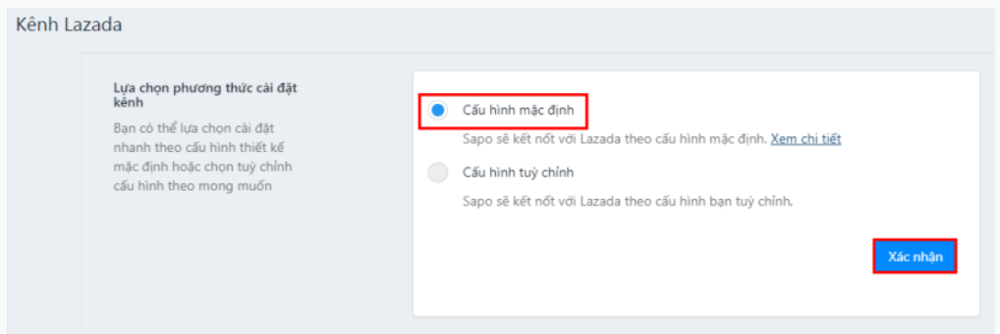 Kênh Lazada
Lựa chọn phương thức cài đặt
kênh
Bạn có thể lựa chọn cài đặt
nhanh theo cấu hình thiết kế
mặc định hoặc chọn tuỳ chỉnh
cấu hình theo mong muốn
Cấu hình mặc định
Sapo sẽ kết nốt với Lazada theo cấu hình mặc định. Xem chi tiết
Cấu hình tuỳ chỉnh
Sapo sẽ kết nốt với Lazada theo cấu hình bạn tuỳ chỉnh.
Xác nhận